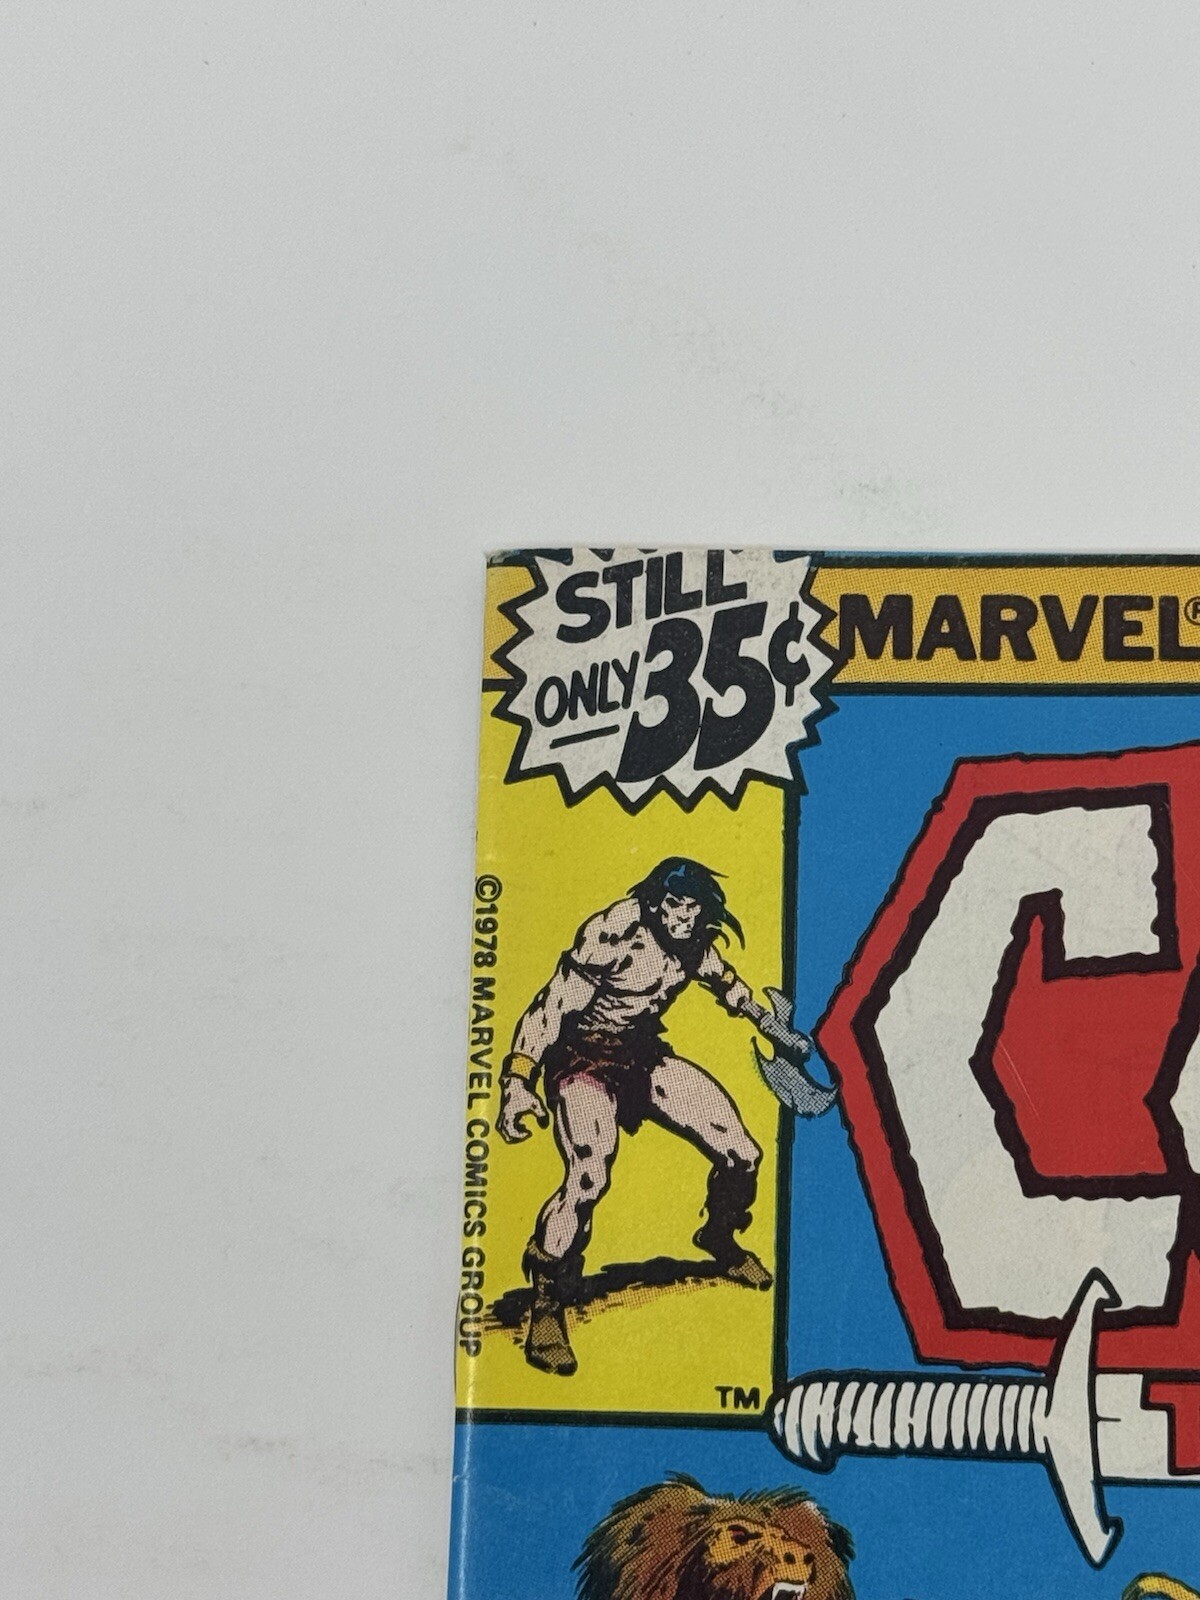 STILL
ONLY 35¢
MARVEL®
©1978 MARVEL COMICS GROUP
C
TM